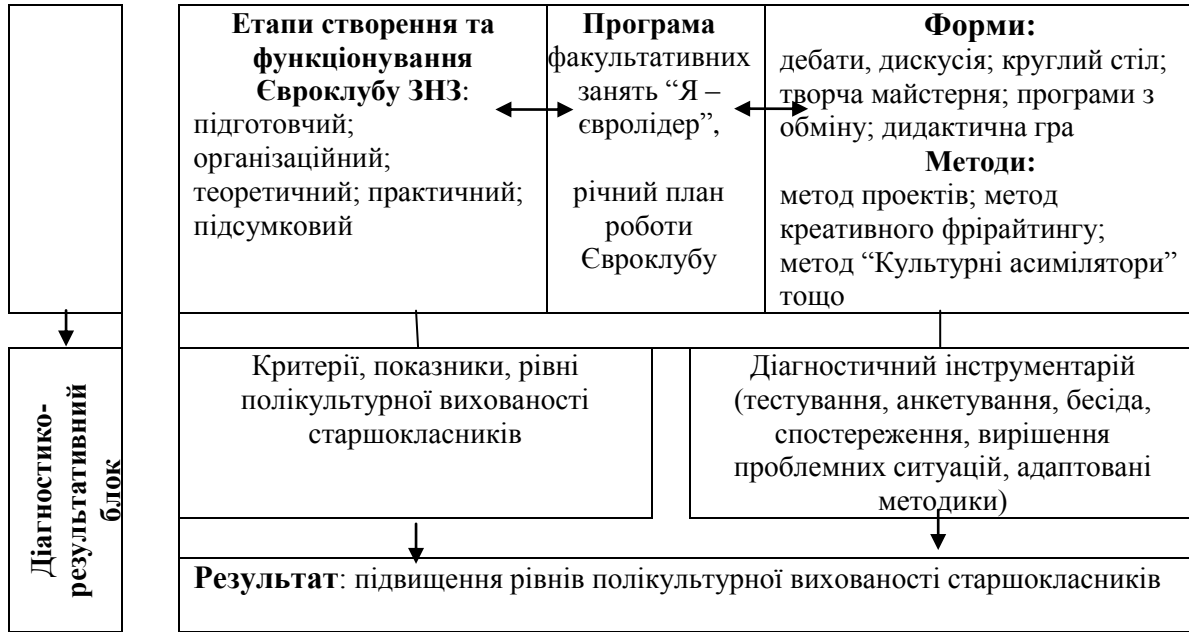 Етапи створення та
функціонування
Євроклубу ЗНЗ:
підготовчий;
організаційний;
теоретичний; практичний;
підсумковий
Програма
факультативних
занять “Я –
євролідер”,
річний план
роботи
Євроклубу
Форми:
дебати, дискусія; круглий стіл;
творча майстерня; програми з
обміну; дидактична гра
Методи:
метод проектів; метод
креативного фрірайтингу;
метод “Культурні асимілятори”
тощо
Діагностико-
результативний
блок
Критерії, показники, рівні
полікультурної вихованості
старшокласників
Діагностичний інструментарій
(тестування, анкетування, бесіда,
спостереження, вирішення
проблемних ситуацій, адаптовані
методики)
Результат: підвищення рівнів полікультурної вихованості старшокласників